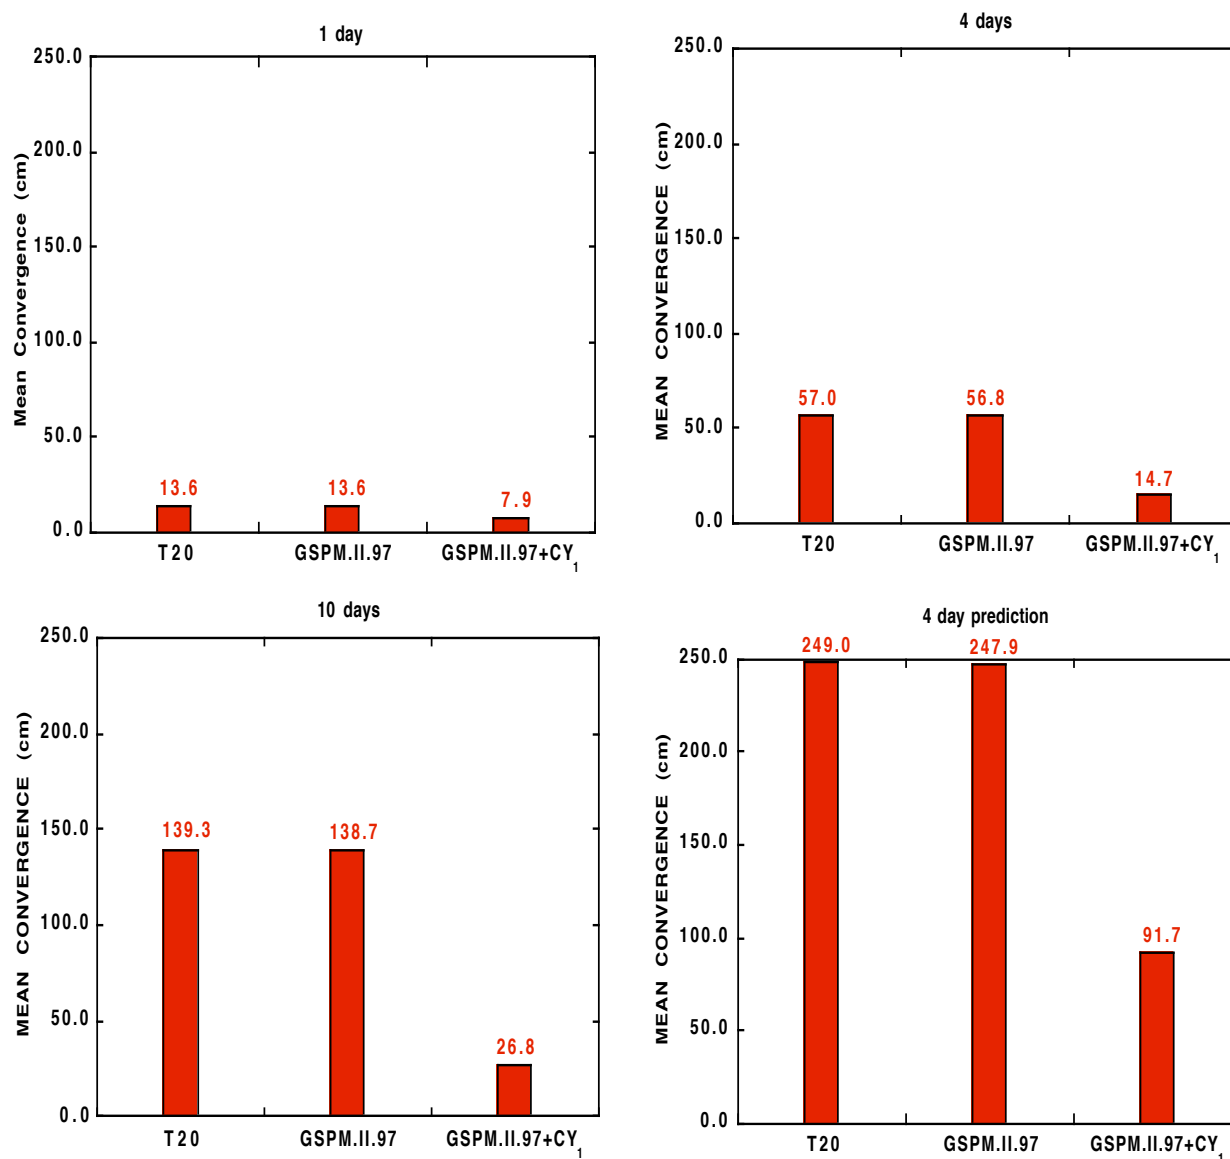 1 day
250.0
200.0
150.0
100.0
50.0
0.0
Mean Convergence (cm)
13.6
13.6
7.9
T20
GSPM.II.97
GSPM.II.97+CY1
4 days
250.0
200.0
150.0
100.0
50.0
0.0
MEAN CONVERGENCE (cm)
57.0
56.8
14.7
T20
GSPM.II.97
GSPM.II.97+CY1
10 days
250.0
200.0
150.0
100.0
50.0
0.0
MEAN CONVERGENCE (cm)
139.3
138.7
26.8
T20
GSPM.II.97
GSPM.II.97+CY1
4 day prediction
250.0
200.0
150.0
100.0
50.0
0.0
MEAN CONVERGENCE (cm)
249.0
247.9
91.7
T20
GSPM.II.97
GSPM.II.97+CY1